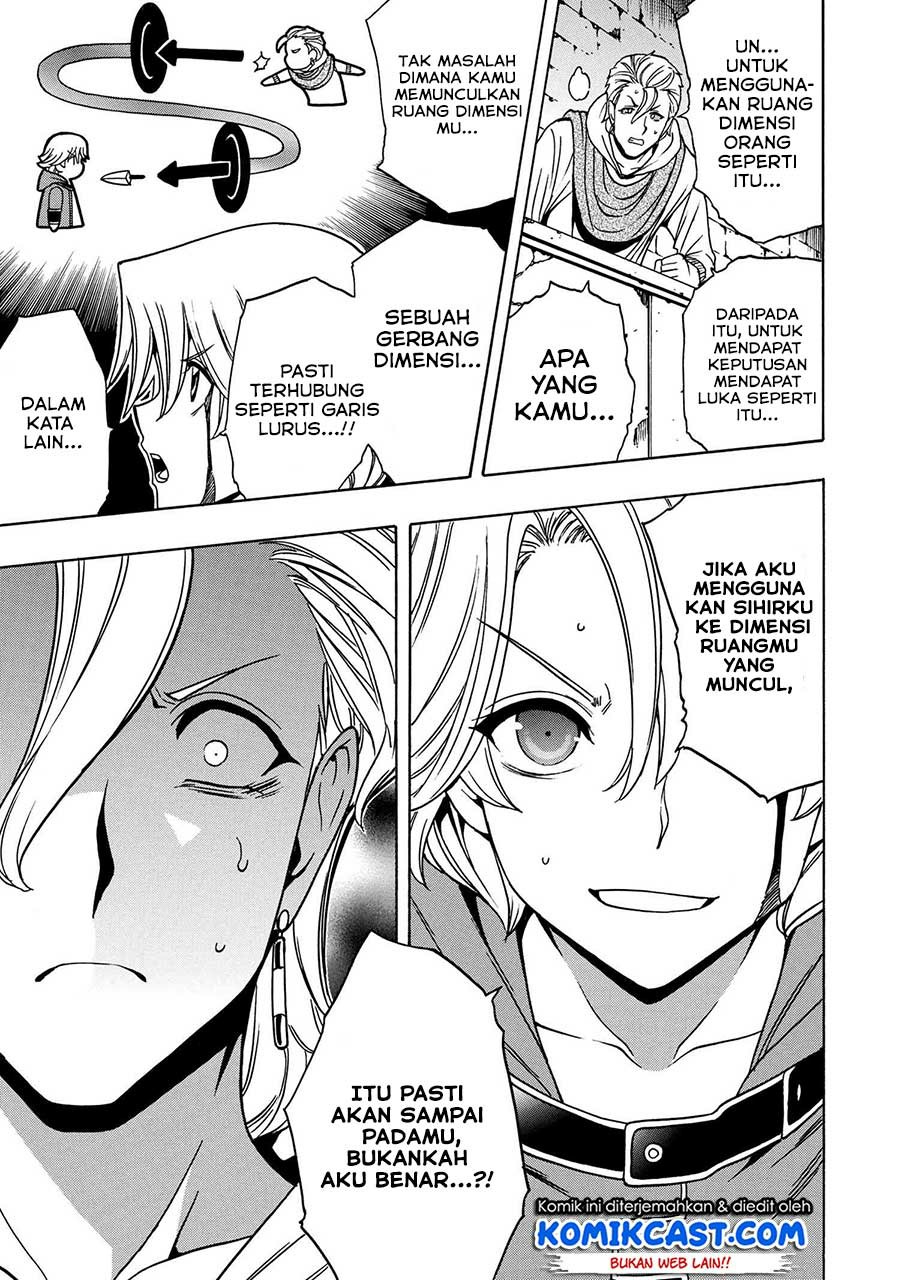 UN...
UNTUK
MENGGUNA-
KAN RUANG
DIMENSI
ORANG
SEPERTI
ITU...
DARIPADA
ITU, UNTUK
MENDAPAT
KEPUTUSAN
MENDAPAT
LUKA SEPERTI
ITU...
APA
YANG
KAMU...
TAK MASALAH
DIMANA KAMU
MEMUNCULKAN
RUANG DIMENSI
MU...
SEBUAH
GERBANG
DIMENSI...
PASTI
TERHUBUNG
SEPERTI GARIS
LURUS...!!
DALAM
KATA
LAIN...
JIKA AKU
MENGGUNA
KAN SIHIRKU
KE DIMENSI
RUANGMU
YANG
MUNCUL,
ITU PASTI
AKAN SAMPAI
PADAMU,
BUKANKAH
AKU BENAR...?!
Komik ini diterjemahkan & diedit oleh
KOMIKCAST.COM
BUKAN WEB LAIN!!